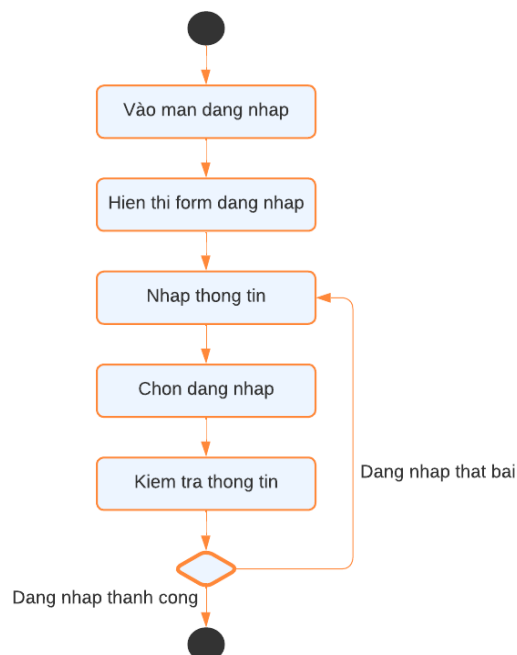 Vào man dang nhap
Hien thi form dang nhap
Nhap thong tin
Chon dang nhap
Kiem tra thong tin
Dang nhap that bai
Dang nhap thanh cong